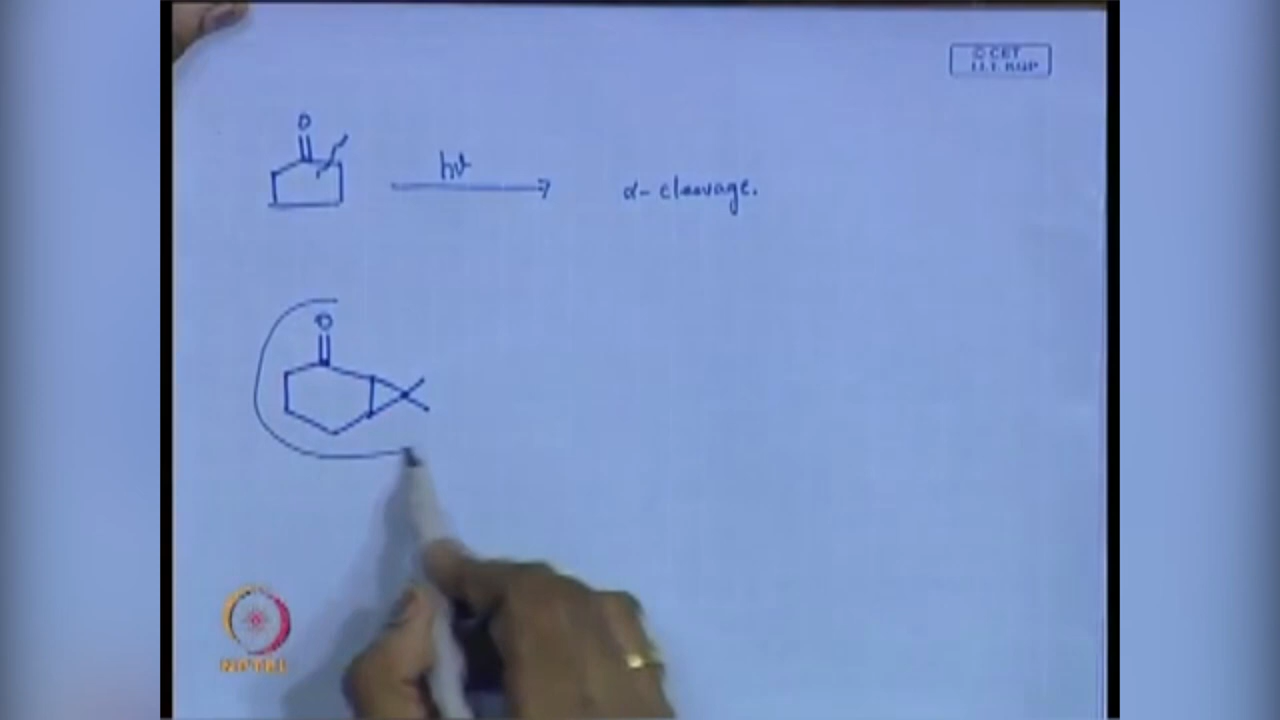 © CET
I.I.T. KGP
O
hν
α- cleavage.
O
NPTEL